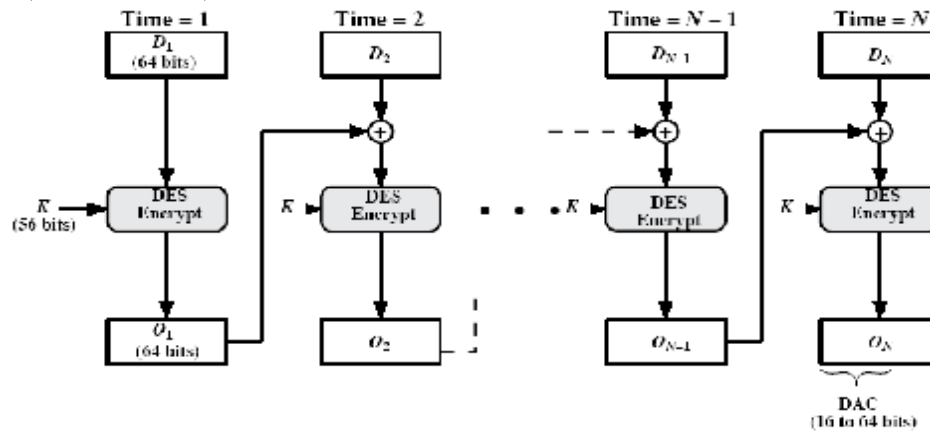 Time = 1
Time = 2
Time = N – 1
Time = N
D1
(64 bits)
D2
DN–1
DN
+
+
+
K
(56 bits)
DES
Encrypt
K
DES
Encrypt
• • •
K
DES
Encrypt
K
DES
Encrypt
O1
(64 bits)
O2
ON–1
ON
DAC
(16 to 64 bits)